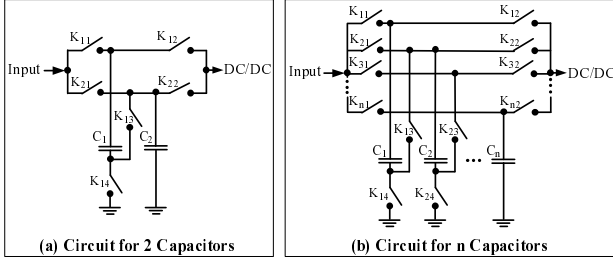 K11
K12
Input
DC/DC
K21
K22
K13
C1
C2
K14
(a) Circuit for 2 Capacitors
K11
K12
K21
K22
Input
K31
K32
DC/DC
Kn1
Kn2
K13
K23
C1
C2
Cn
K14
K24
(b) Circuit for n Capacitors